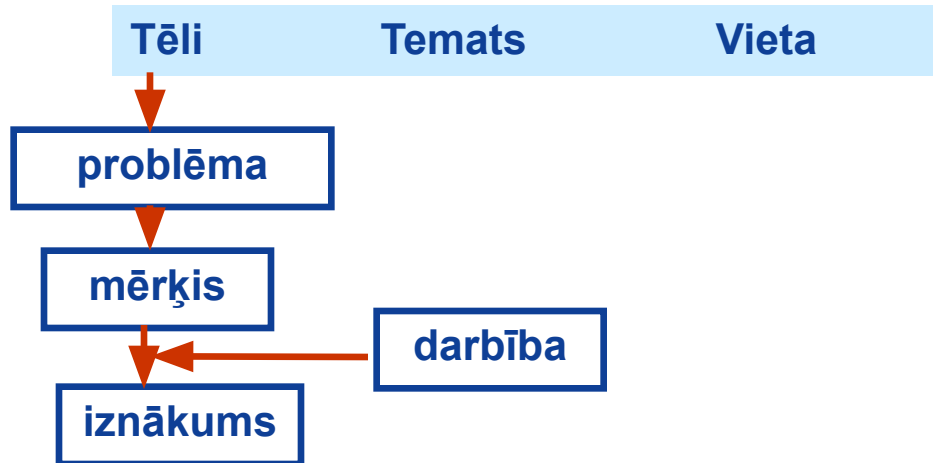 Tēli Temats Vieta
problēma
mērķis
darbība
iznākums